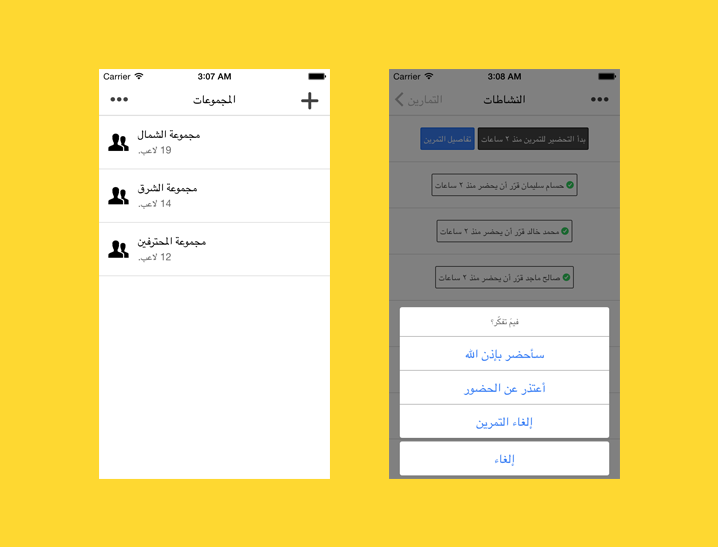 Carrier 3:07 AM
المجموعات
مجموعة الشمال
19 لاعب.
مجموعة الشرق
14 لاعب.
مجموعة المحترفين
12 لاعب.
Carrier 3:08 AM
التمارين النشاطات
بدأ التحضير للتمرين منذ ٢ ساعات تفاصيل التمرين
حسام سليمان قرّر أن يحضر منذ ٢ ساعات
محمد خالد قرّر أن يحضر منذ ٢ ساعات
صالح ماجد قرّر أن يحضر منذ ٢ ساعات
فيمَ تفكّر؟
سأحضر بإذن الله
أعتذر عن الحضور
إلغاء التمرين
إلغاء